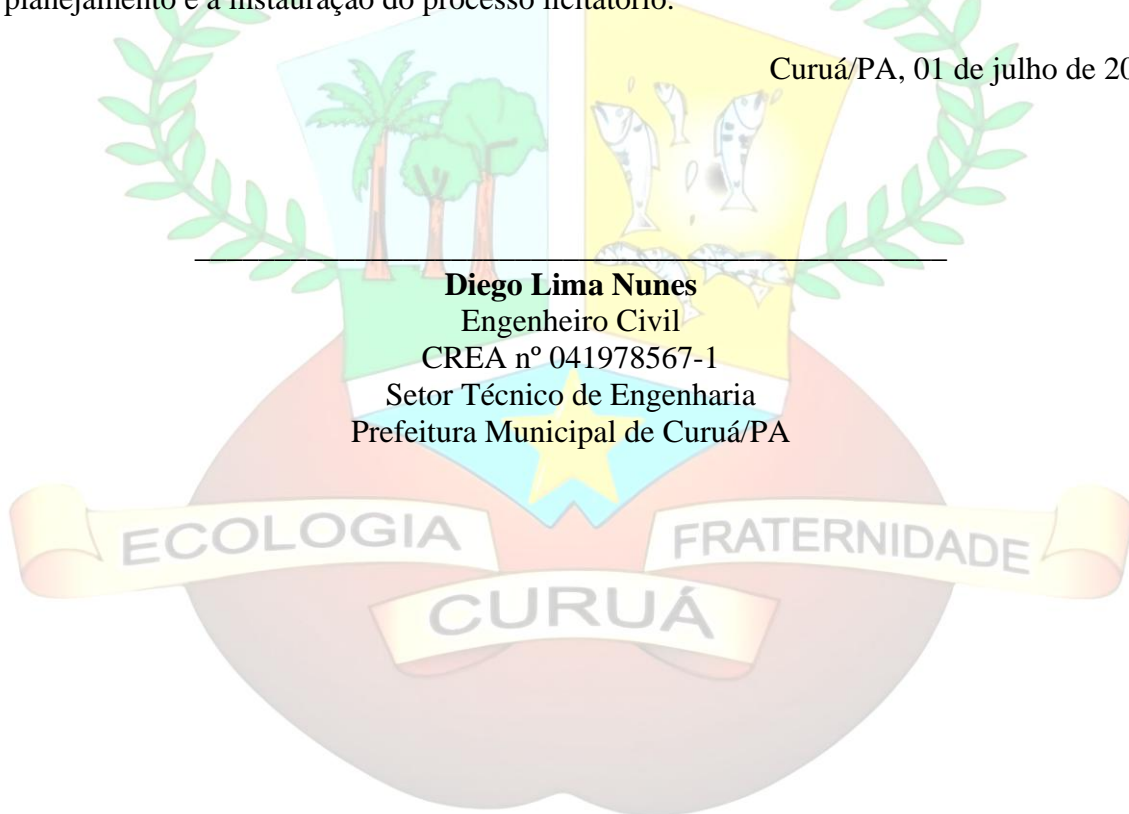 planejamento e a instauração do processo licitatório.
Curuá/PA, 01 de julho de 20
Diego Lima Nunes
Engenheiro Civil
CREA nº 041978567-1
Setor Técnico de Engenharia
Prefeitura Municipal de Curuá/PA
ECOLOGIA
FRATERNIDADE
CURUÁ